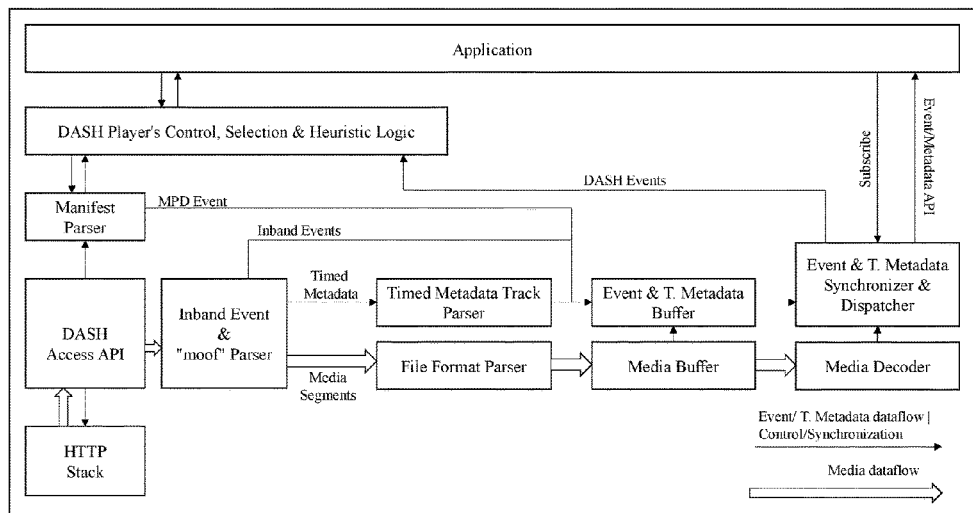 Application
DASH Player's Control, Selection & Heuristic Logic
DASH Events
Subscribe
Event/Metadata API
Manifest
Parser
MPD Event
Inband Events
DASH
Access API
Inband Event
&
"moof" Parser
Timed
Metadata
Timed Metadata Track
Parser
Event & T. Metadata
Buffer
Event & T. Metadata
Synchronizer &
Dispatcher
Media
Segments
File Format Parser
Media Buffer
Media Decoder
HTTP
Stack
Event/ T. Metadata dataflow |
Control/Synchronization
Media dataflow